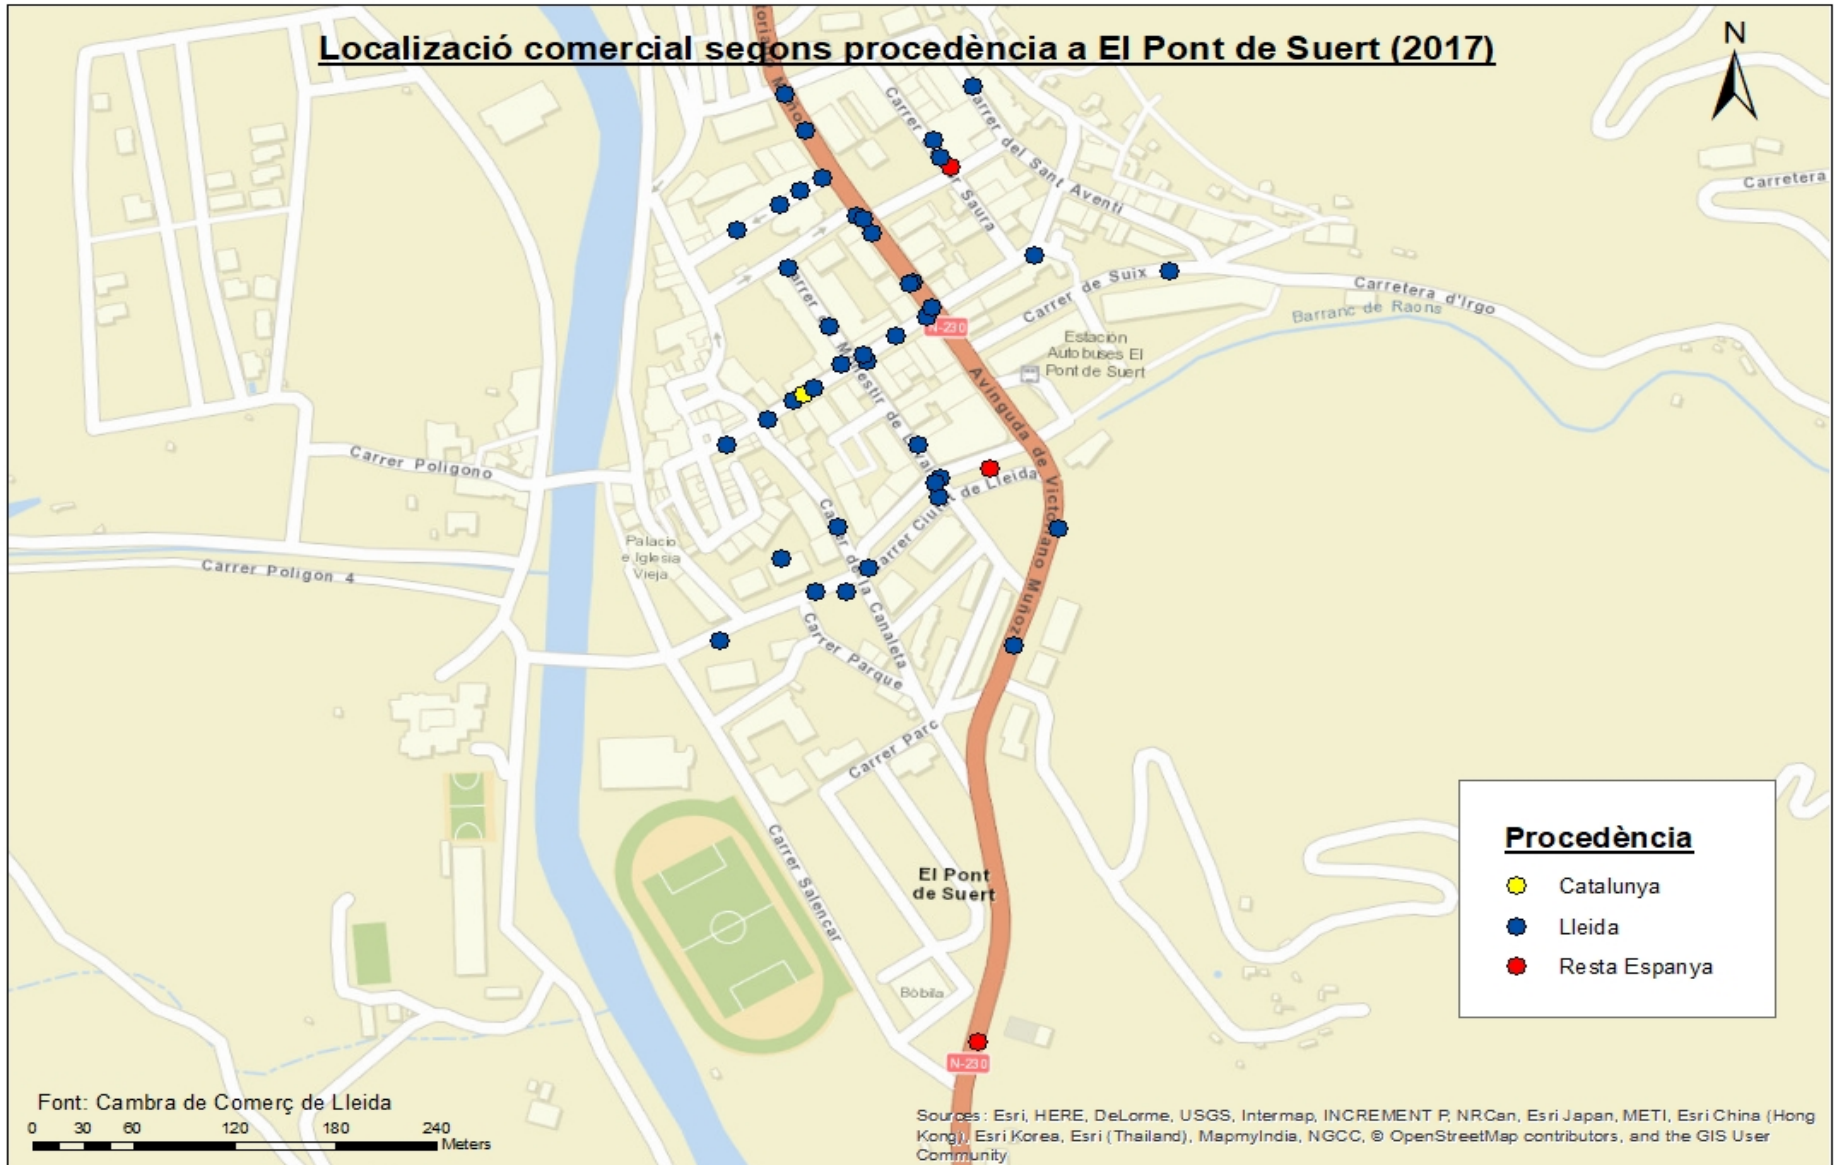 Localització comercial segons procedència a El Pont de Suert (2017)
N
Carrer
Saura
Carrer del Sant Aventí
Carretera
Carrer de Suix
Carretera d'Irgo
Barranc de Raons
N-230
Estación
Autobuses El
Pont de Suert
Avinguda de Victoriano Muñoz
Carrer Polígono
Carrer Polígon 4
Palacio
e Iglesia
Vieja
de Lleida
Carrer de la Canaleta
Carrer Parque
Carrer Parc
Carrer Salencar
El Pont
de Suert
Bòbila
N-230
Procedència
Catalunya
Lleida
Resta Espanya
Font: Cambra de Comerç de Lleida
0 30 60 120 180 240
Meters
Sources: Esri, HERE, DeLorme, USGS, Intermap, INCREMENT P, NRCan, Esri Japan, METI, Esri China (Hong
Kong), Esri Korea, Esri (Thailand), MapmyIndia, NGCC, © OpenStreetMap contributors, and the GIS User
Community